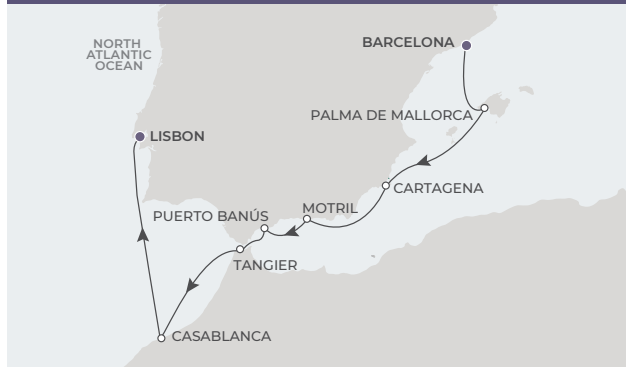 NORTH
ATLANTIC
OCEAN
BARCELONA
PALMA DE MALLORCA
LISBON
CARTAGENA
MOTRIL
PUERTO BANÚS
TANGIER
CASABLANCA